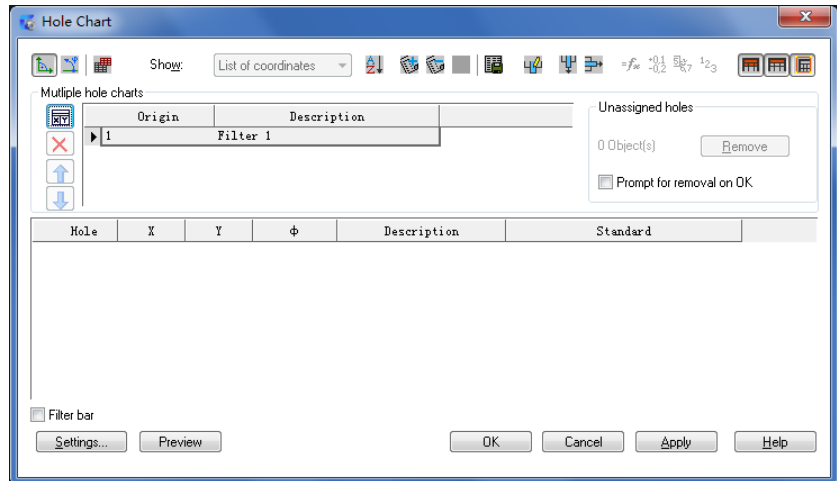 Hole Chart
Show: List of coordinates
Mutliple hole charts
Origin Description
1 Filter 1
Unassigned holes
0 Object(s) Remove
Prompt for removal on OK
Hole X Y ϕ Description Standard
Filter bar
Settings... Preview OK Cancel Apply Help